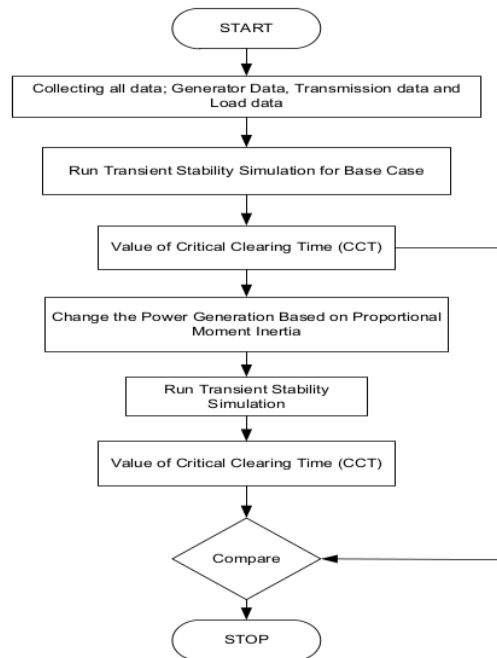 START
Collecting all data; Generator Data, Transmission data and
Load data
Run Transient Stability Simulation for Base Case
Value of Critical Clearing Time (CCT)
Change the Power Generation Based on Proportional
Moment Inertia
Run Transient Stability
Simulation
Value of Critical Clearing Time (CCT)
Compare
STOP